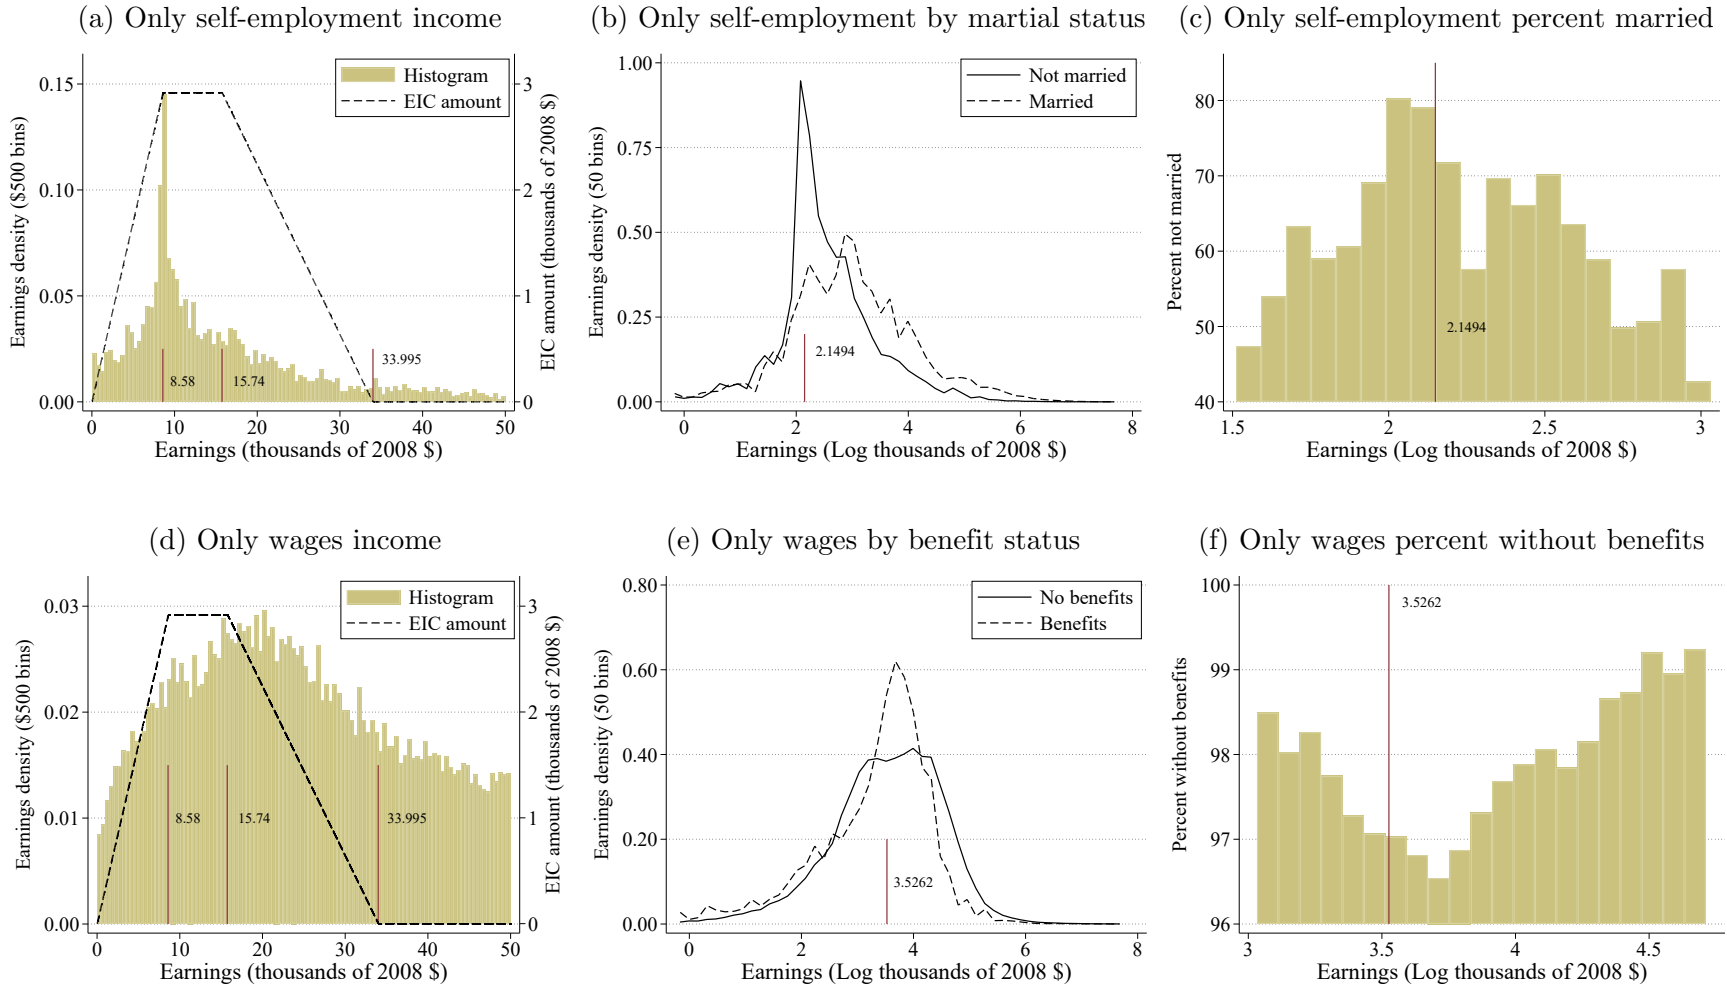 (a) Only self-employment income
Earnings density ($500 bins)
0.15
0.10
0.05
0.00
Histogram
EIC amount
8.58
15.74
33.995
3
2
1
0
EIC amount (thousands of 2008 $)
0 10 20 30 40 50
Earnings (thousands of 2008 $)
(b) Only self-employment by martial status
Earnings density (50 bins)
1.00
0.75
0.50
0.25
0.00
Not married
Married
2.1494
0 2 4 6 8
Earnings (Log thousands of 2008 $)
(c) Only self-employment percent married
Percent not married
80
70
60
50
40
2.1494
1.5 2 2.5 3
Earnings (Log thousands of 2008 $)
(d) Only wages income
Earnings density ($500 bins)
0.03
0.02
0.01
0.00
Histogram
EIC amount
8.58
15.74
33.995
3
2
1
0
EIC amount (thousands of 2008 $)
0 10 20 30 40 50
Earnings (thousands of 2008 $)
(e) Only wages by benefit status
Earnings density (50 bins)
0.80
0.60
0.40
0.20
0.00
No benefits
Benefits
3.5262
0 2 4 6 8
Earnings (Log thousands of 2008 $)
(f) Only wages percent without benefits
Percent without benefits
100
99
98
97
96
3.5262
3 3.5 4 4.5
Earnings (Log thousands of 2008 $)